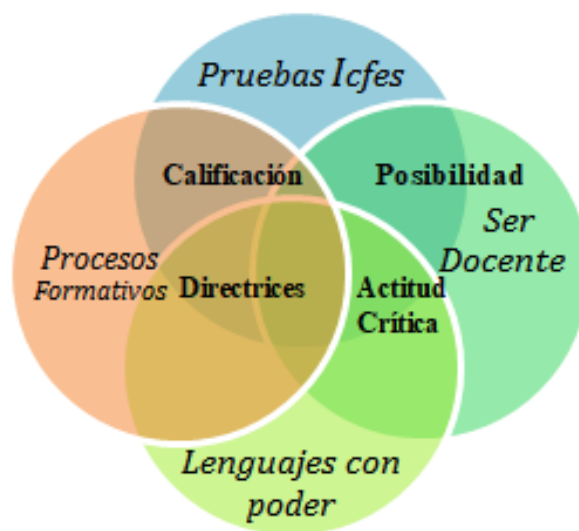 Pruebas Icfes
Calificación
Posibilidad
Ser
Docente
Procesos
Formativos
Directrices
Actitud
Crítica
Lenguajes con
poder